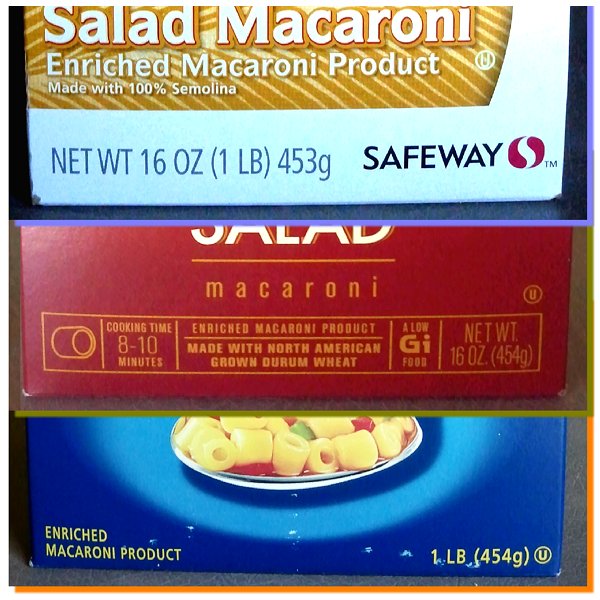 Salad Macaroni
Enriched Macaroni Product U
Made with 100% Semolina
NET WT 16 OZ (1 LB) 453g SAFEWAY S TM
SALAD
macaroni
U
COOKING TIME
8-10
MINUTES
ENRICHED MACARONI PRODUCT
MADE WITH NORTH AMERICAN
GROWN DURUM WHEAT
A LOW
Gi
FOOD
NET WT.
16 OZ. (454g)
ENRICHED
MACARONI PRODUCT
1 LB (454g) U